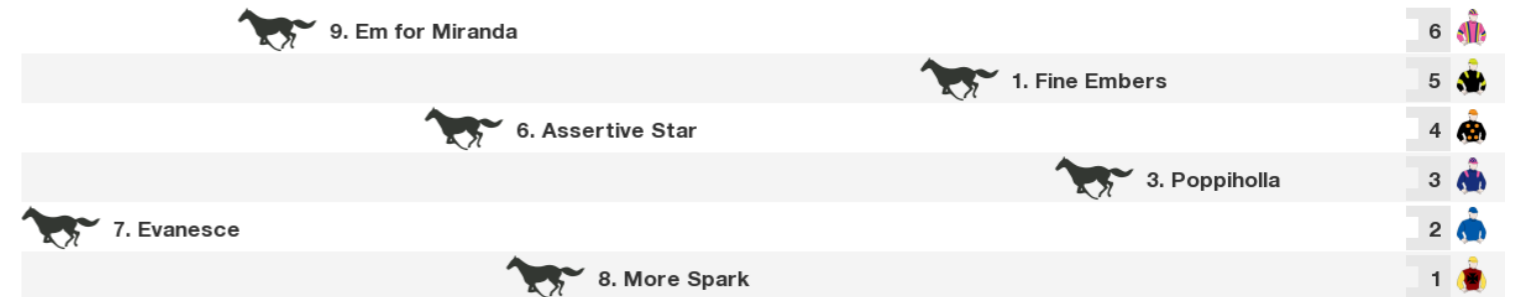 9. Em for Miranda 6
1. Fine Embers 5
6. Assertive Star 4
3. Poppiholla 3
7. Evanesce 2
8. More Spark 1